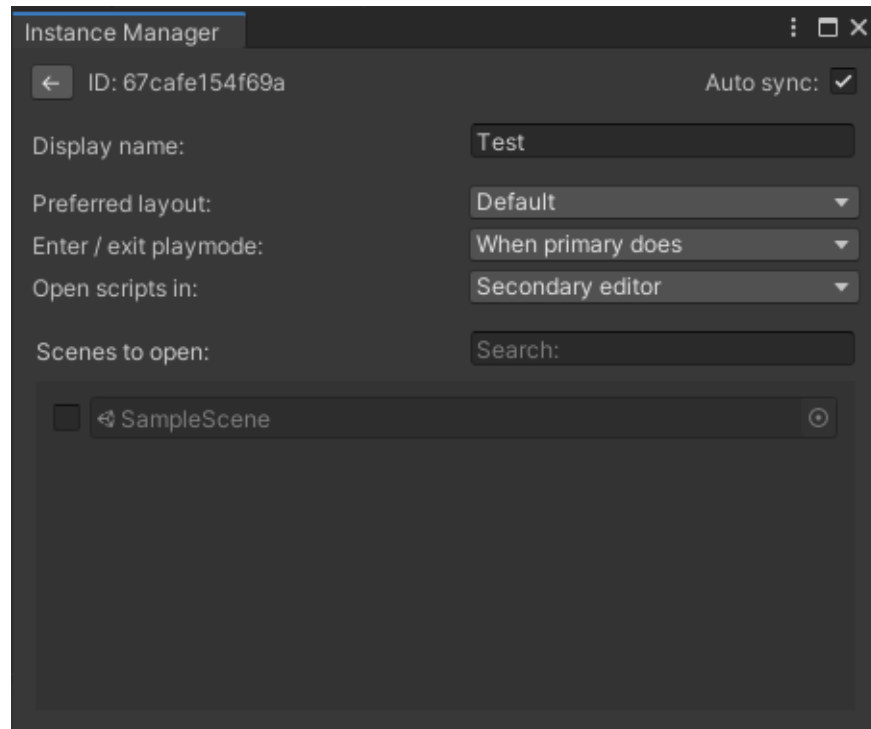 Instance Manager
ID: 67cafe154f69a Auto sync:
Display name: Test
Preferred layout: Default
Enter / exit playmode: When primary does
Open scripts in: Secondary editor
Scenes to open: Search:
SampleScene